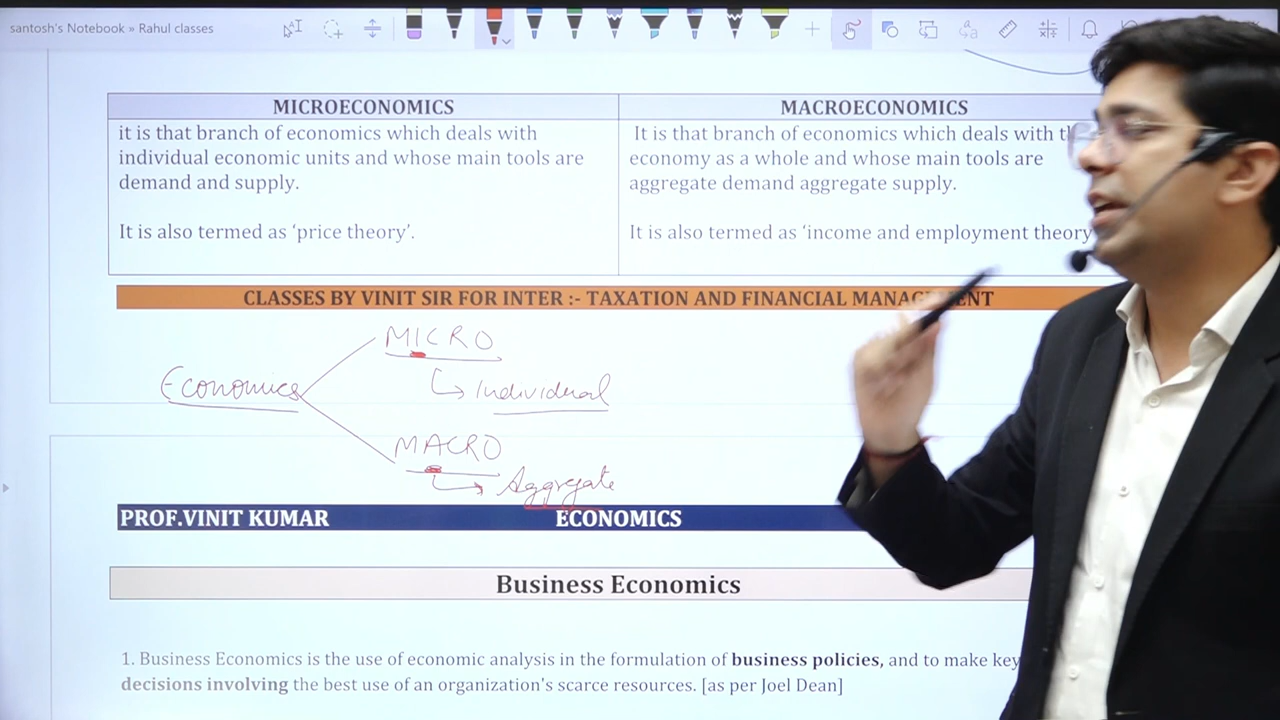 santosh's Notebook » Rahul classes
MICROECONOMICS MACROECONOMICS
it is that branch of economics which deals with
individual economic units and whose main tools are
demand and supply.
It is also termed as ‘price theory’.
It is that branch of economics which deals with
economy as a whole and whose main tools are
aggregate demand aggregate supply.
It is also termed as ‘income and employment theory
CLASSES BY VINIT SIR FOR INTER :- TAXATION AND FINANCIAL MANAGEMENT
MICRO
Economics
Individual
MACRO
Aggregate
PROF.VINIT KUMAR ECONOMICS
Business Economics
1. Business Economics is the use of economic analysis in the formulation of business policies, and to make key
decisions involving the best use of an organization's scarce resources. [as per Joel Dean]